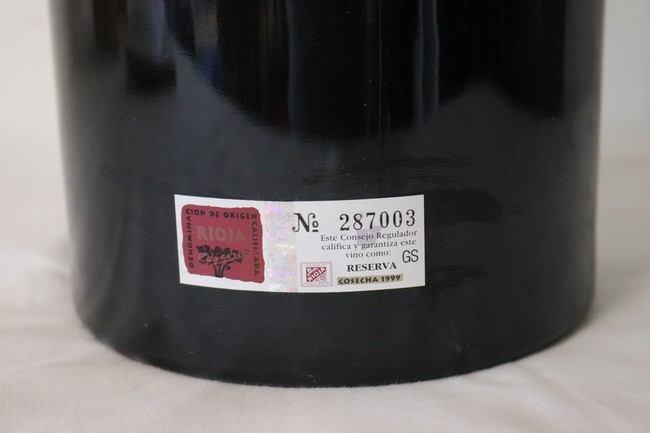 DENOMINACION DE ORIGEN CALIFICADA
RIOJA
Nº 287003
Este Consejo Regulador
califica y garantiza este
vino como:
GS
RESERVA
RIOJA
COSECHA 1999